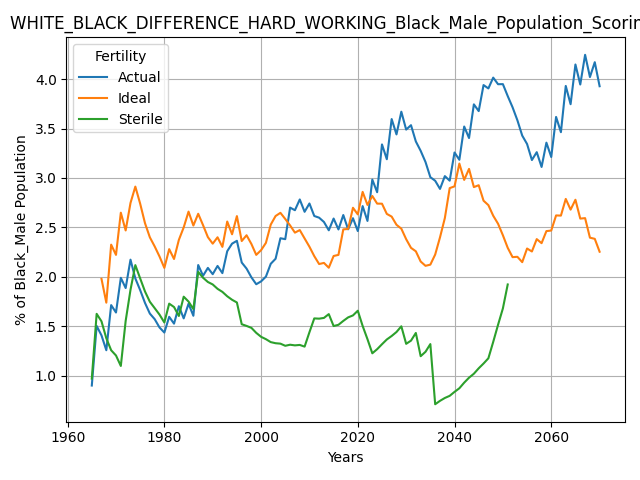 WHITE_BLACK_DIFFERENCE_HARD_WORKING_Black_Male_Population_Scorin
Fertility
Actual
Ideal
Sterile
% of Black_Male Population
4.0
3.5
3.0
2.5
2.0
1.5
1.0
1960
1980
2000
2020
2040
2060
Years